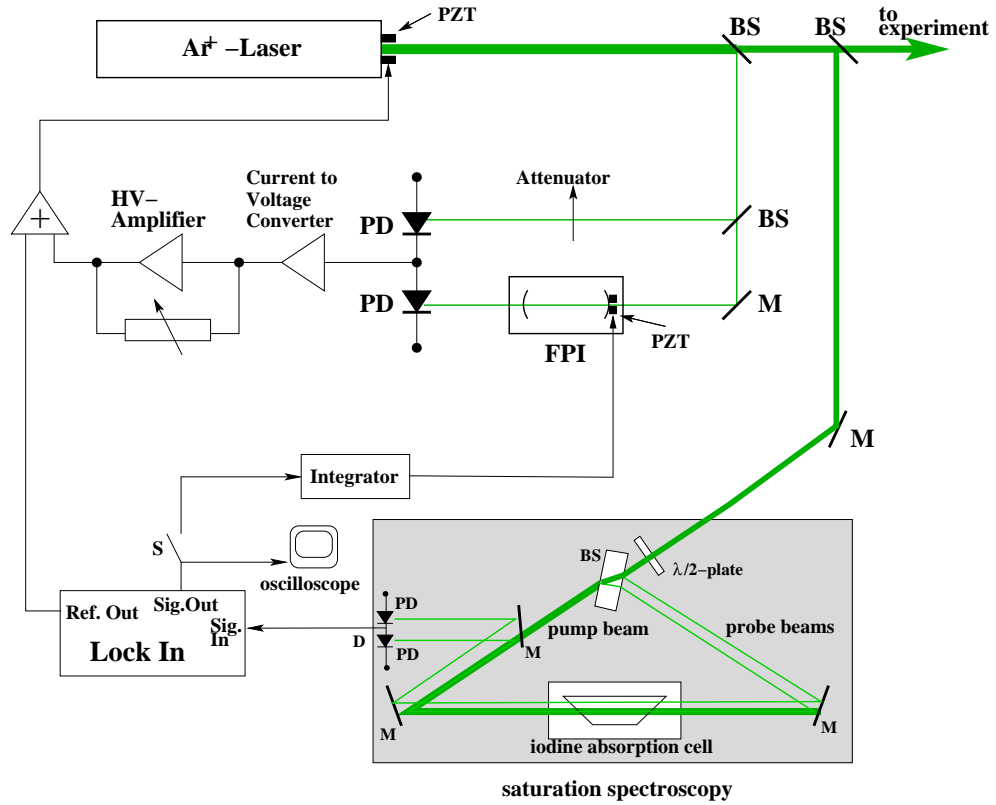 PZT
BS
BS
to
experiment
Ar+ –Laser
HV–
Amplifier
Current to
Voltage
Converter
Attenuator
PD
BS
+
PD
M
FPI
PZT
M
Integrator
S
oscilloscope
BS
λ/2–plate
Ref. Out
Sig.Out
Sig.
In
Lock In
PD
D
PD
pump beam
probe beams
M
M
M
iodine absorption cell
saturation spectroscopy